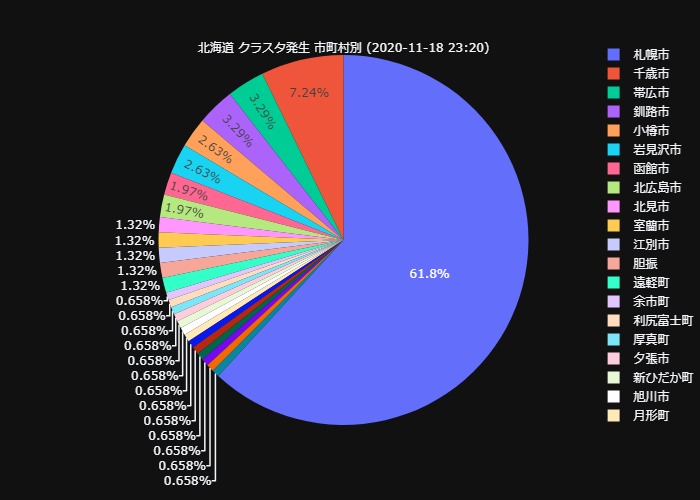 北海道 クラスタ発生 市町村別 (2020-11-18 23:20)
61.8%
7.24%
3.29%
3.29%
2.63%
2.63%
1.97%
1.97%
1.32%
1.32%
1.32%
1.32%
1.32%
0.658%
0.658%
0.658%
0.658%
0.658%
0.658%
0.658%
0.658%
0.658%
0.658%
0.658%
0.658%
0.658%
札幌市
千歳市
帯広市
釧路市
小樽市
岩見沢市
函館市
北広島市
北見市
室蘭市
江別市
胆振
遠軽町
余市町
利尻富士町
厚真町
夕張市
新ひだか町
旭川市
月形町